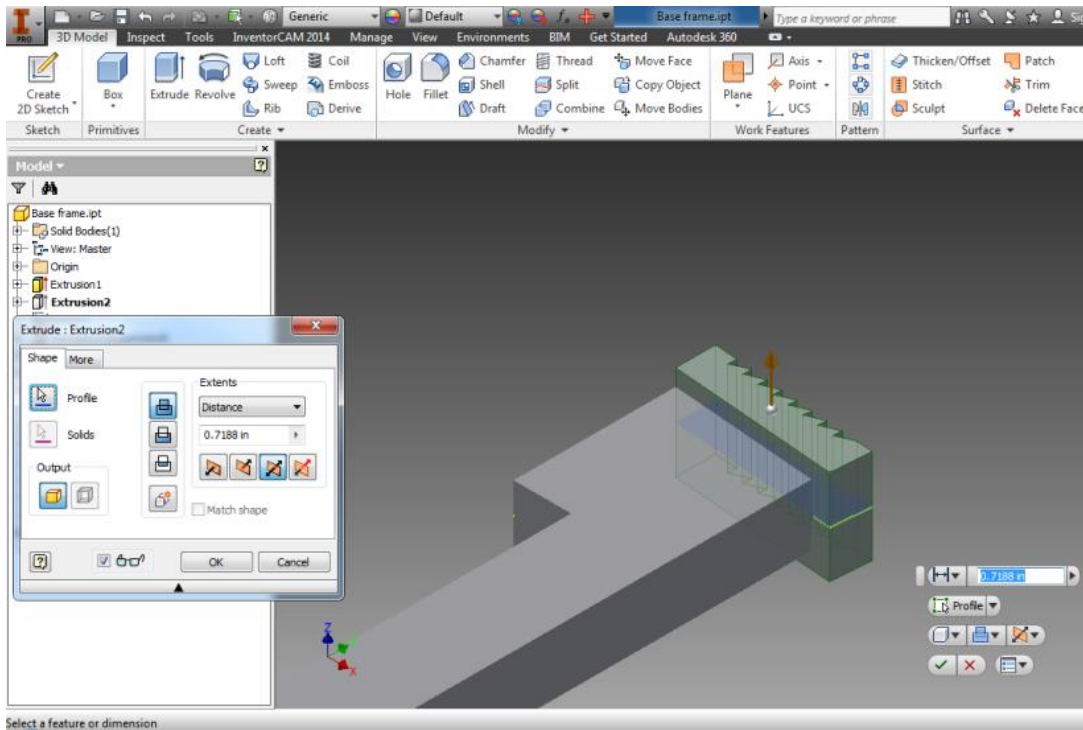 PRO
Generic
Default
Base frame.ipt
Type a keyword or phrase
3D Model Inspect Tools InventorCAM 2014 Manage View Environments BIM Get Started Autodesk 360
Create
2D Sketch
Box
Extrude Revolve
Loft
Sweep
Rib
Coil
Emboss
Derive
Hole Fillet
Chamfer
Shell
Draft
Thread
Split
Combine
Move Face
Copy Object
Move Bodies
Plane
Axis
Point
UCS
Thicken/Offset
Stitch
Sculpt
Patch
Trim
Delete Face
Sketch Primitives Create Modify Work Features Pattern Surface
Model
Base frame.ipt
Solid Bodies(1)
View: Master
Origin
Extrusion1
Extrusion2
Extrude : Extrusion2
Shape More
Profile
Solids
Output
Extents
Distance
0.7188 in
Match shape
OK Cancel
Z
X
0.7188 in
Profile
Select a feature or dimension